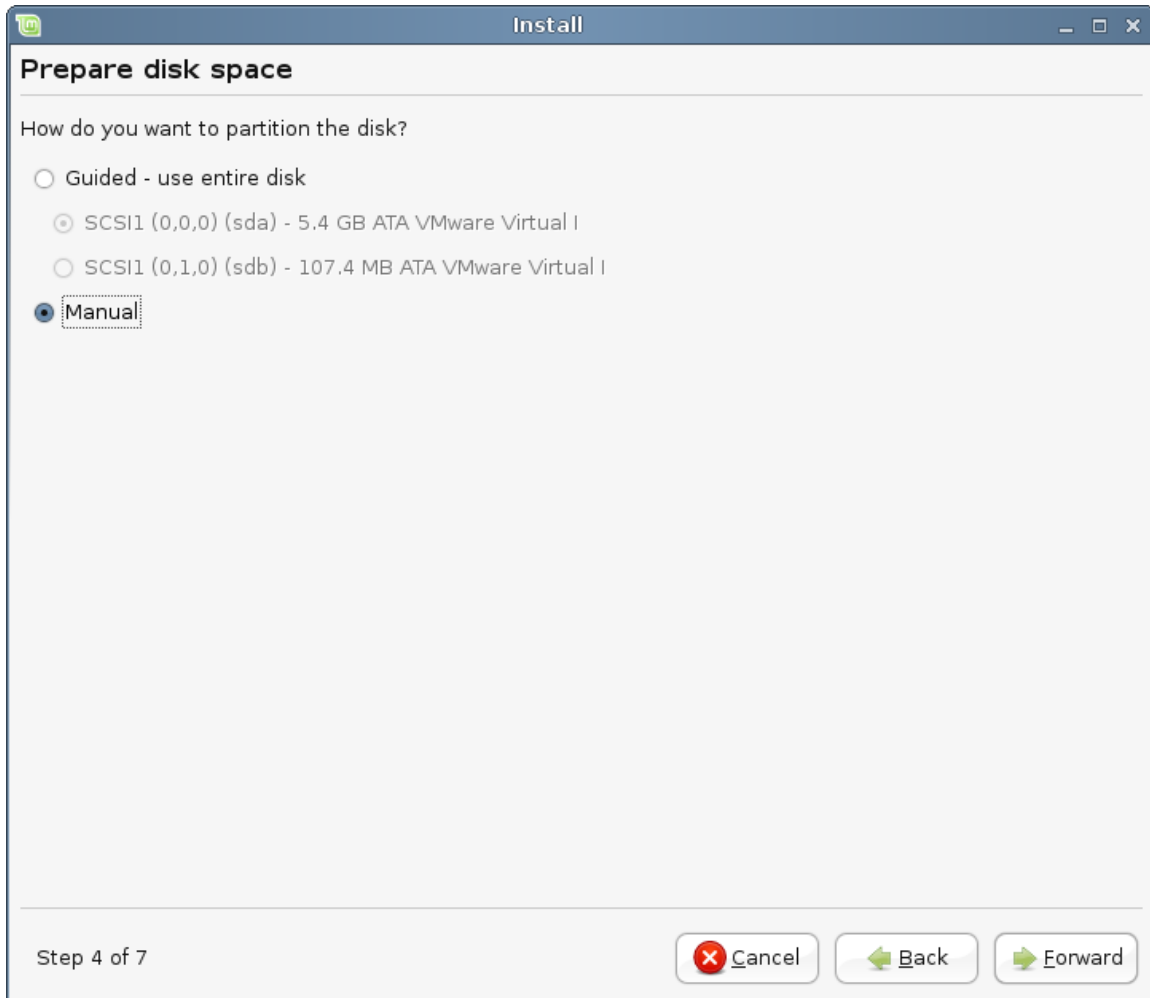 Install
Prepare disk space
How do you want to partition the disk?
Guided - use entire disk
SCSI1 (0,0,0) (sda) - 5.4 GB ATA VMware Virtual I
SCSI1 (0,1,0) (sdb) - 107.4 MB ATA VMware Virtual I
Manual
Step 4 of 7
Cancel
Back
Forward